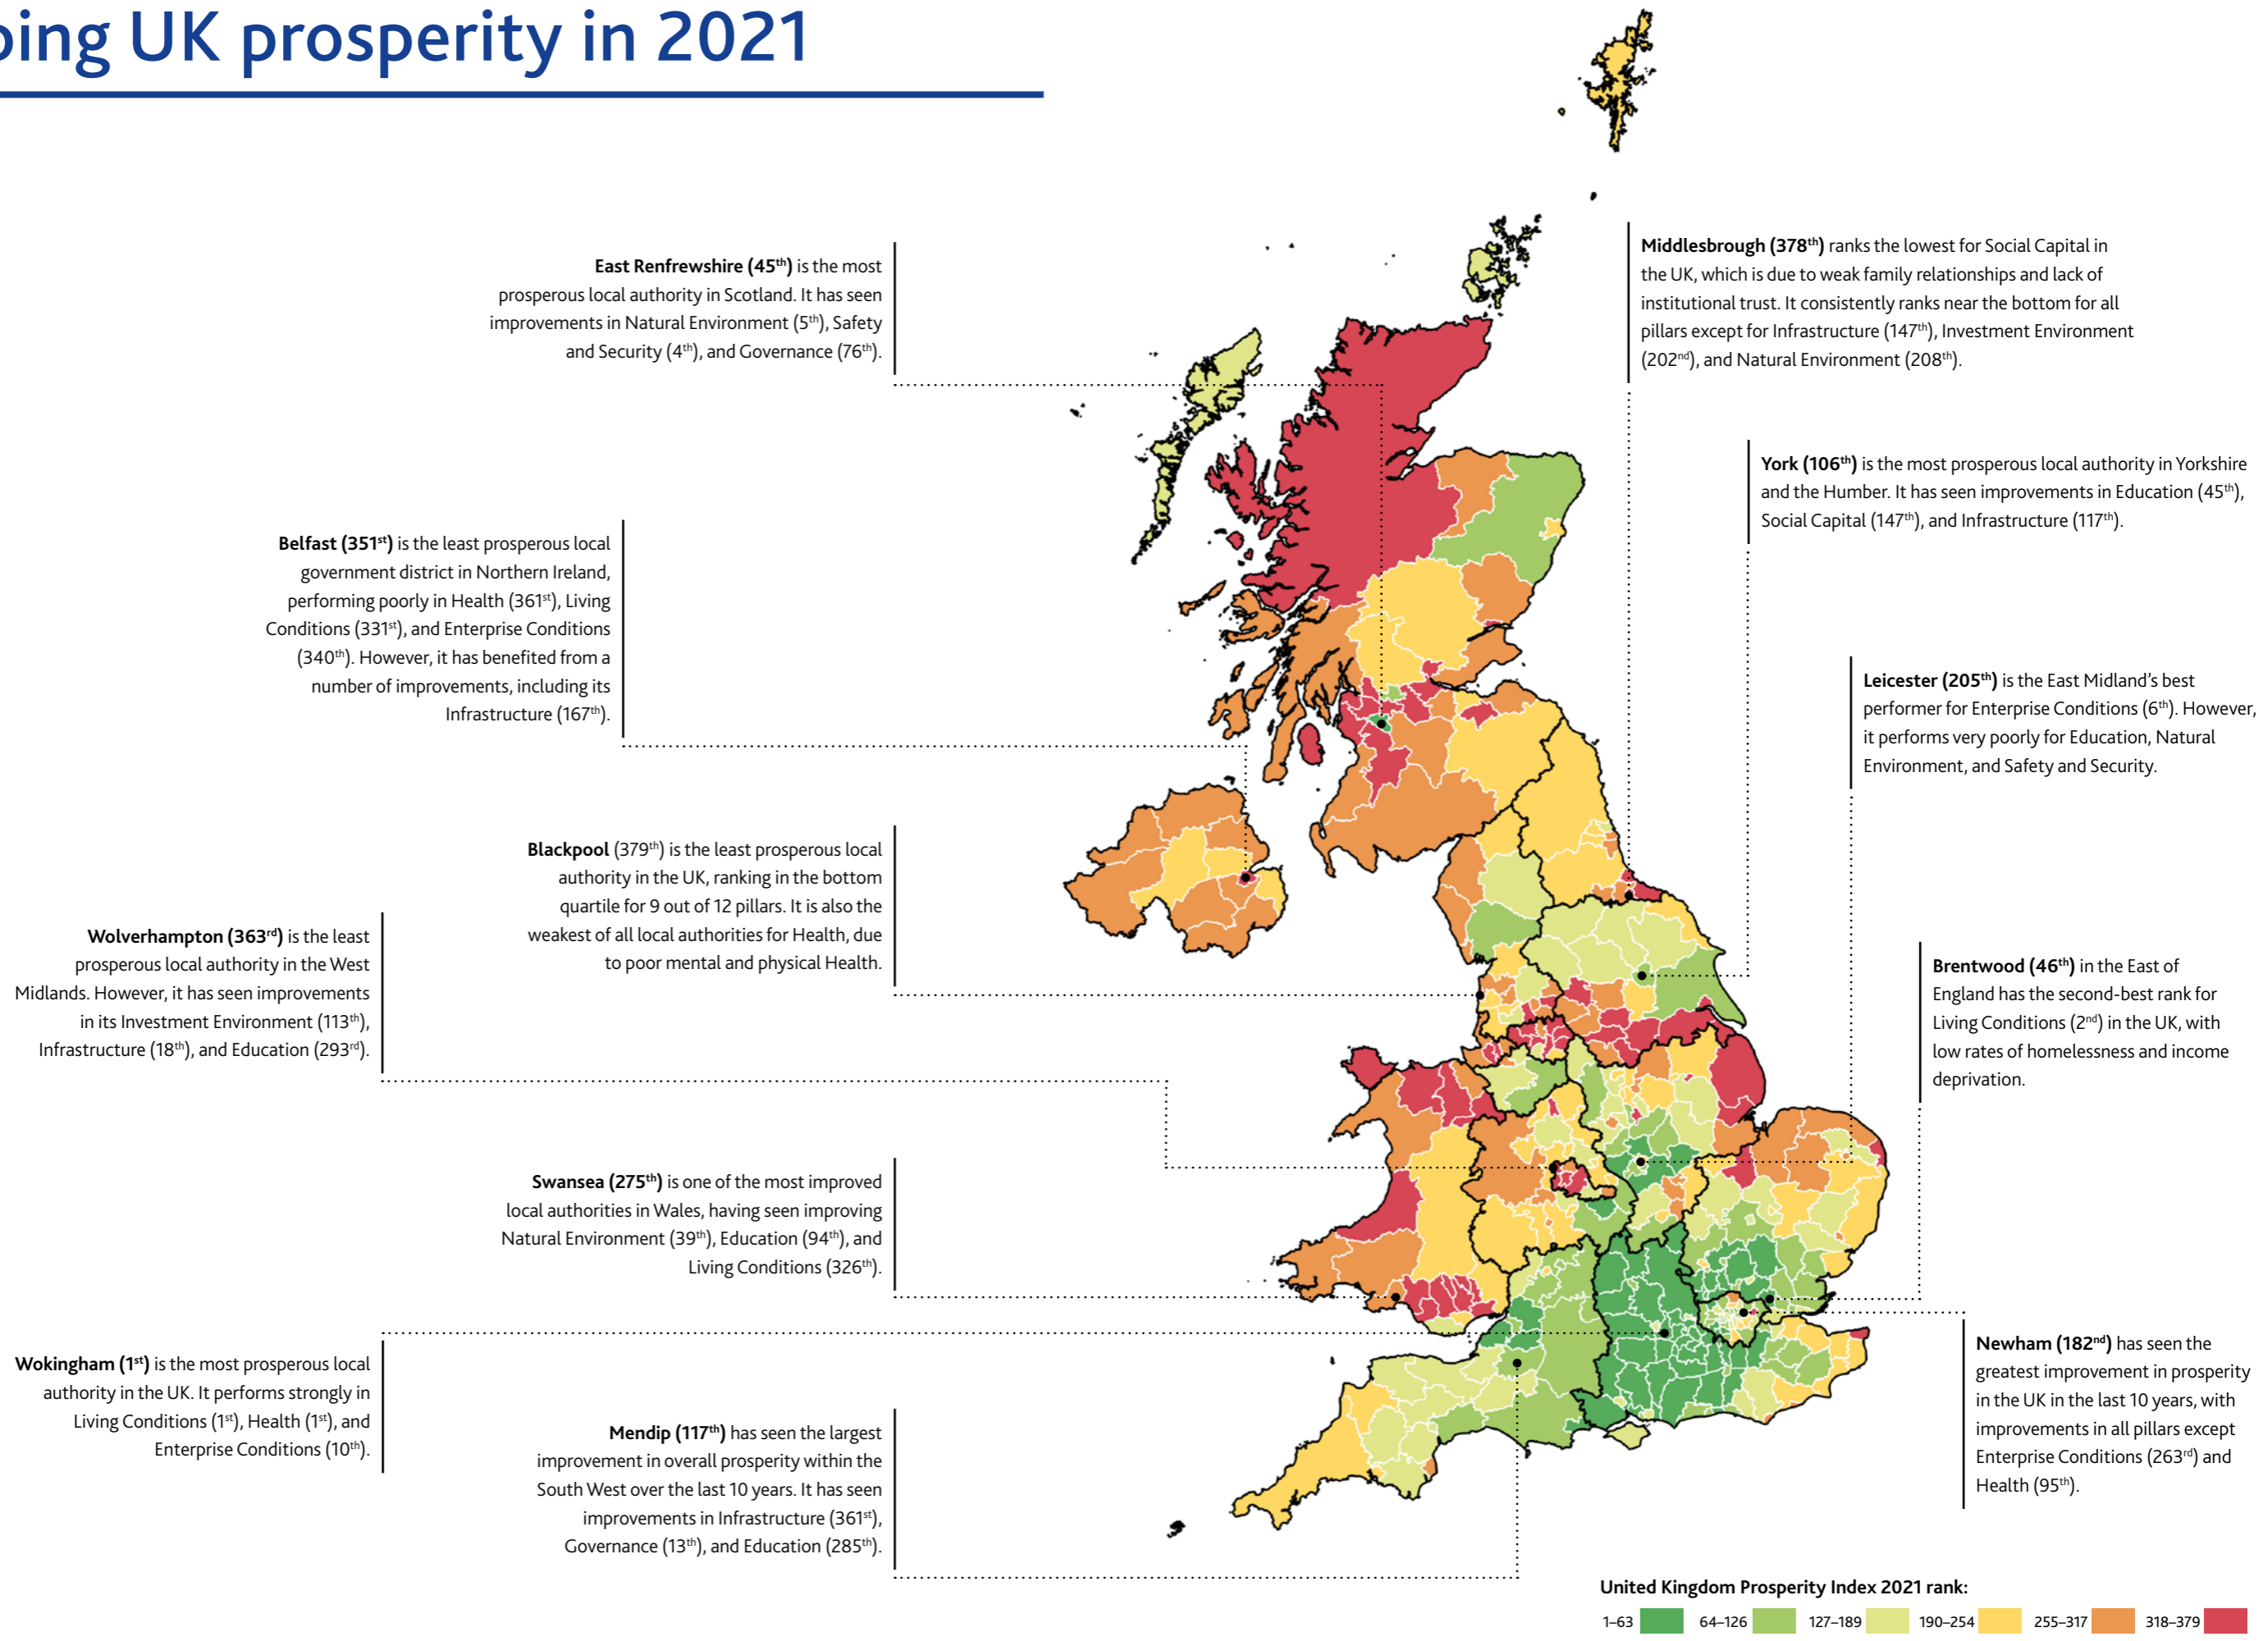 ping UK prosperity in 2021
East Renfrewshire (45th) is the most
prosperous local authority in Scotland. It has seen
improvements in Natural Environment (5th), Safety
and Security (4th), and Governance (76th).
Middlesbrough (378th) ranks the lowest for Social Capital in
the UK, which is due to weak family relationships and lack of
institutional trust. It consistently ranks near the bottom for all
pillars except for Infrastructure (147th), Investment Environment
(202nd), and Natural Environment (208th).
York (106th) is the most prosperous local authority in Yorkshire
and the Humber. It has seen improvements in Education (45th),
Social Capital (147th), and Infrastructure (117th).
Belfast (351st) is the least prosperous local
government district in Northern Ireland,
performing poorly in Health (361st), Living
Conditions (331st), and Enterprise Conditions
(340th). However, it has benefited from a
number of improvements, including its
Infrastructure (167th).
Leicester (205th) is the East Midland's best
performer for Enterprise Conditions (6th). However,
it performs very poorly for Education, Natural
Environment, and Safety and Security.
Blackpool (379th) is the least prosperous local
authority in the UK, ranking in the bottom
quartile for 9 out of 12 pillars. It is also the
weakest of all local authorities for Health, due
to poor mental and physical Health.
Wolverhampton (363rd) is the least
prosperous local authority in the West
Midlands. However, it has seen improvements
in its Investment Environment (113th),
Infrastructure (18th), and Education (293rd).
Brentwood (46th) in the East of
England has the second-best rank for
Living Conditions (2nd) in the UK, with
low rates of homelessness and income
deprivation.
Swansea (275th) is one of the most improved
local authorities in Wales, having seen improving
Natural Environment (39th), Education (94th), and
Living Conditions (326th).
Wokingham (1st) is the most prosperous local
authority in the UK. It performs strongly in
Living Conditions (1st), Health (1st), and
Enterprise Conditions (10th).
Newham (182nd) has seen the
greatest improvement in prosperity
in the UK in the last 10 years, with
improvements in all pillars except
Enterprise Conditions (263rd) and
Health (95th).
Mendip (117th) has seen the largest
improvement in overall prosperity within the
South West over the last 10 years. It has seen
improvements in Infrastructure (361st),
Governance (13th), and Education (285th).
United Kingdom Prosperity Index 2021 rank:
1–63 64–126 127–189 190–254 255–317 318–379